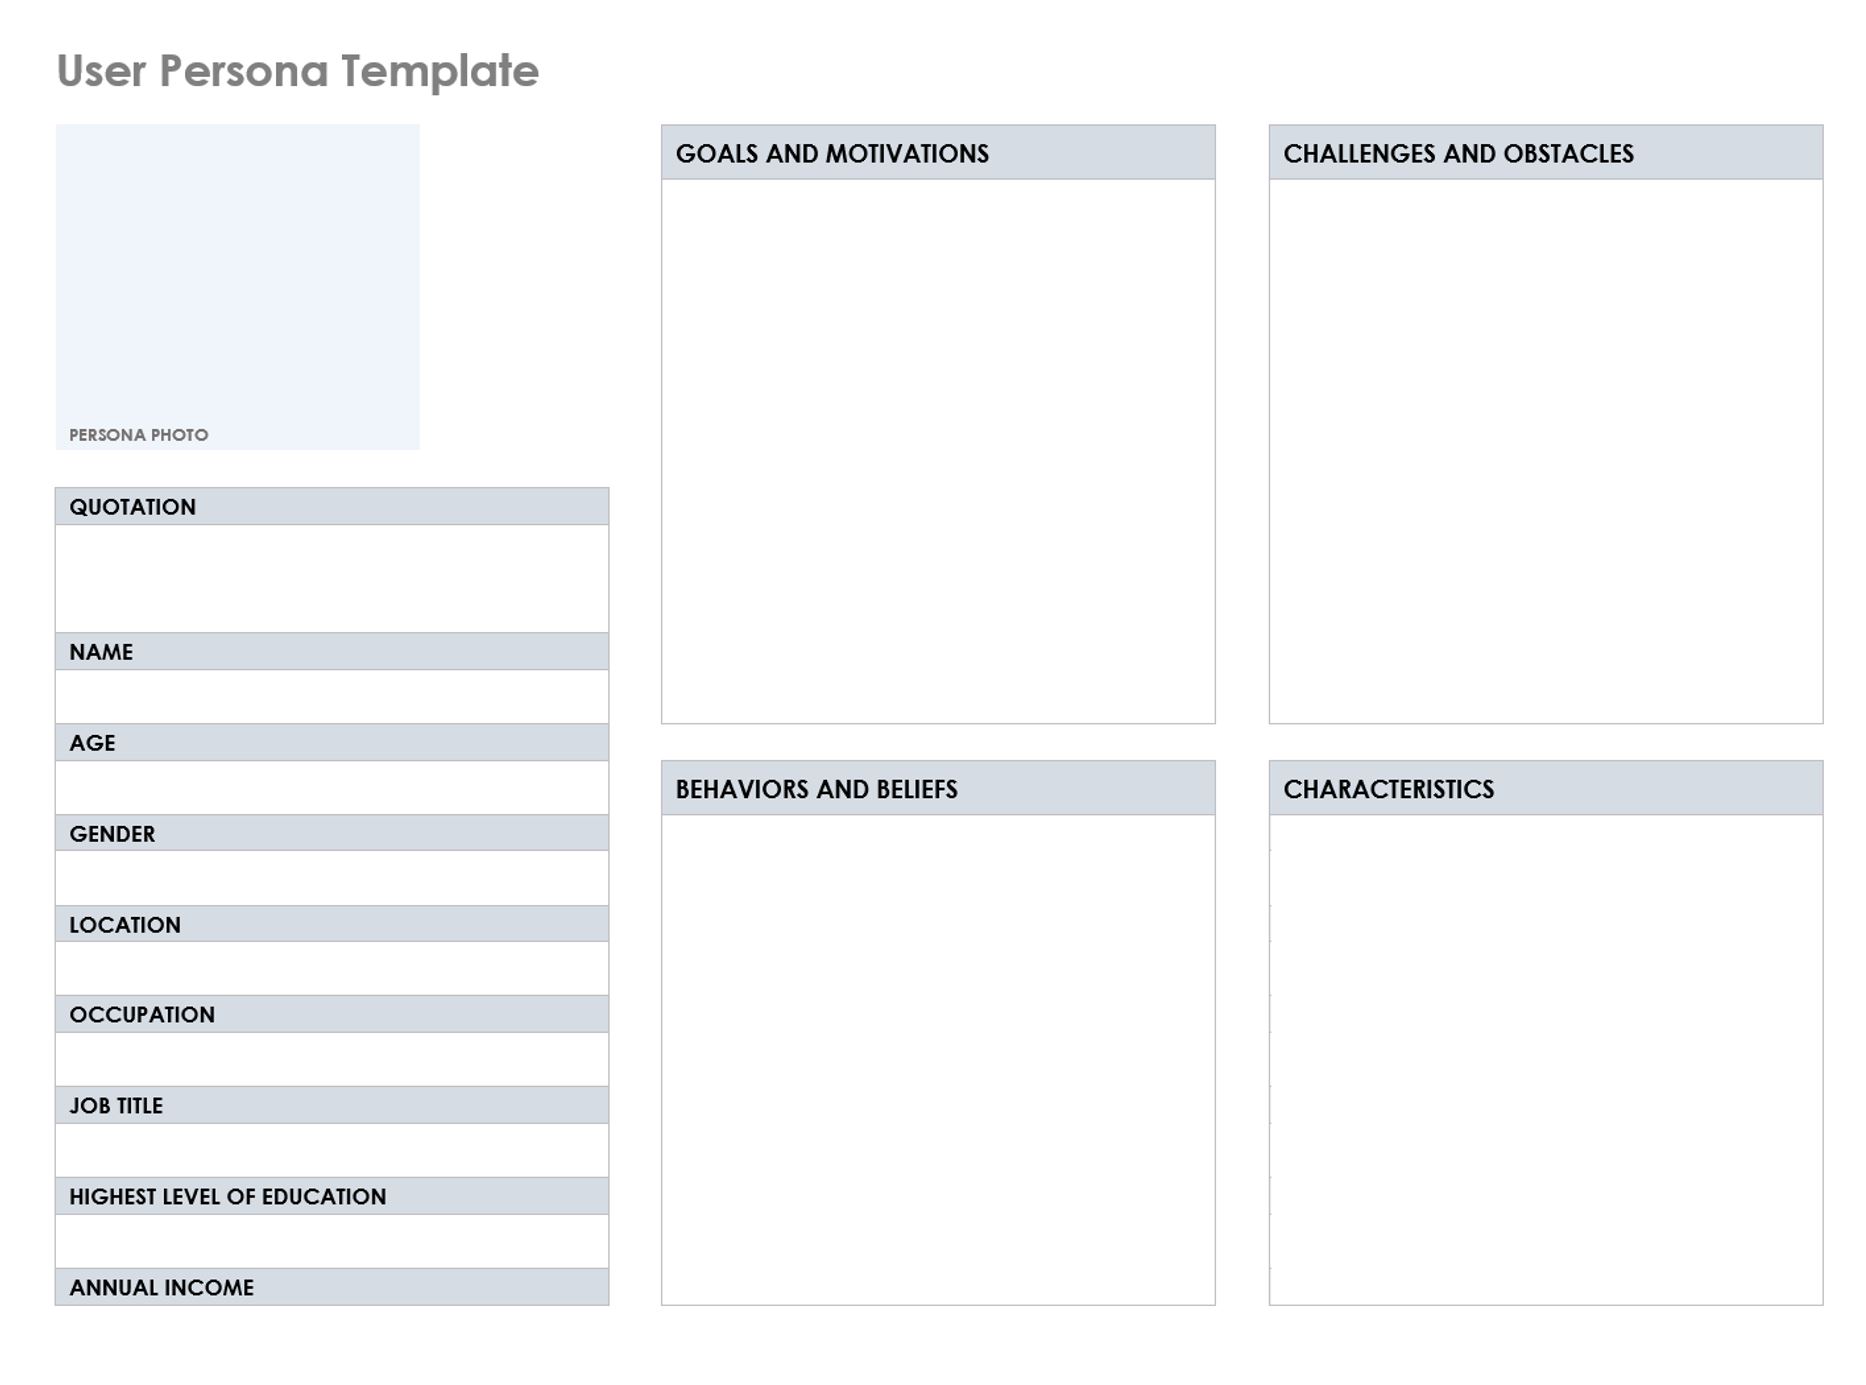 User Persona Template
PERSONA PHOTO
QUOTATION
NAME
AGE
GENDER
LOCATION
OCCUPATION
JOB TITLE
HIGHEST LEVEL OF EDUCATION
ANNUAL INCOME
GOALS AND MOTIVATIONS
CHALLENGES AND OBSTACLES
BEHAVIORS AND BELIEFS
CHARACTERISTICS